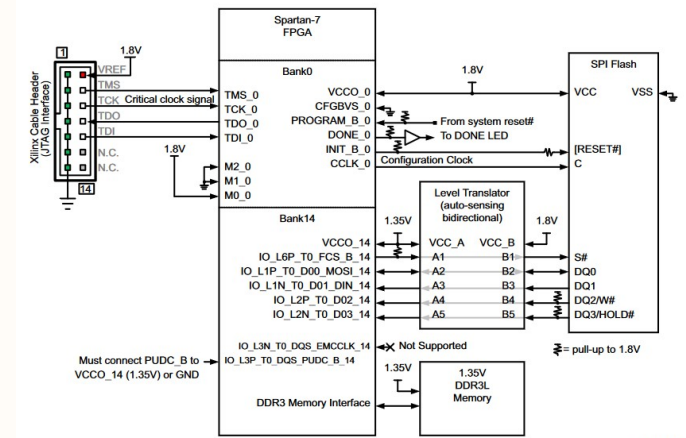 Spartan-7
FPGA
Bank0
Xilinx Cable Header
(JTAG Interface)
1
1.8V
VREF
TMS
TCK Critical clock signal
TDO
TDI
N.C.
N.C.
14
1.8V
TMS_0
TCK_0
TDO_0
TDI_0
M2_0
M1_0
M0_0
VCCO_0
CFGBVS_0
PROGRAM_B_0
DONE_0
INIT_B_0
CCLK_0
1.8V
From system reset#
To DONE LED
Configuration Clock
SPI Flash
VCC
VSS
[RESET#]
C
S#
DQ0
DQ1
DQ2/W#
DQ3/HOLD#
= pull-up to 1.8V
Bank14
VCCO_14
IO_L6P_T0_FCS_B_14
IO_L1P_T0_D00_MOSI_14
IO_L1N_T0_D01_DIN_14
IO_L2P_T0_D02_14
IO_L2N_T0_D03_14
IO_L3N_T0_DQS_EMCCLK_14
IO_L3P_T0_DQS_PUDC_B_14
DDR3 Memory Interface
Must connect PUDC_B to
VCCO_14 (1.35V) or GND
1.35V
Level Translator
(auto-sensing
bidirectional)
1.8V
VCC_A VCC_B
A1 B1
A2 B2
A3 B3
A4 B4
A5 B5
Not Supported
1.35V
1.35V
DDR3L
Memory